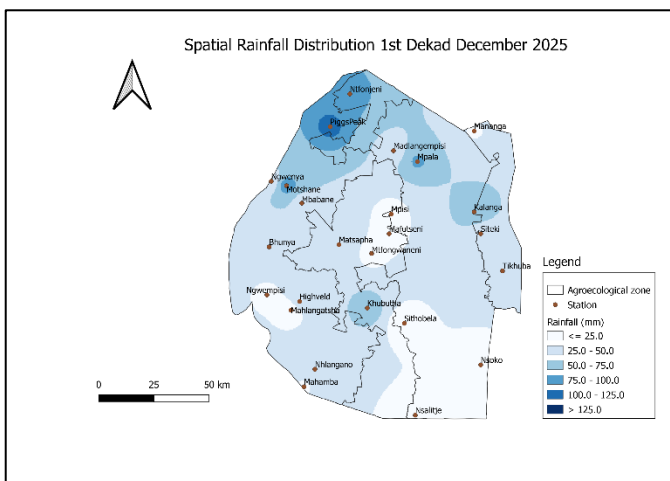 Spatial Rainfall Distribution 1st Dekad December 2025
Ntfonjeni
PiggsPeak
Mananga
Madlangempisi
Mpala
Ngwenya
Motshane
Mbabane
Kalanga
Mpisi
Mafutseni
Siteki
Bhunya
Matsapha
Mtfongwaneni
Tikhuba
Ngwempisi
Highveld
Mahlangatsha
Khubutha
Sithobela
Nhlangano
Nsoko
Mahamba
Nsalitje
0 25 50 km
Legend
Agroecological zone
Station
Rainfall (mm)
<= 25.0
25.0 - 50.0
50.0 - 75.0
75.0 - 100.0
100.0 - 125.0
> 125.0